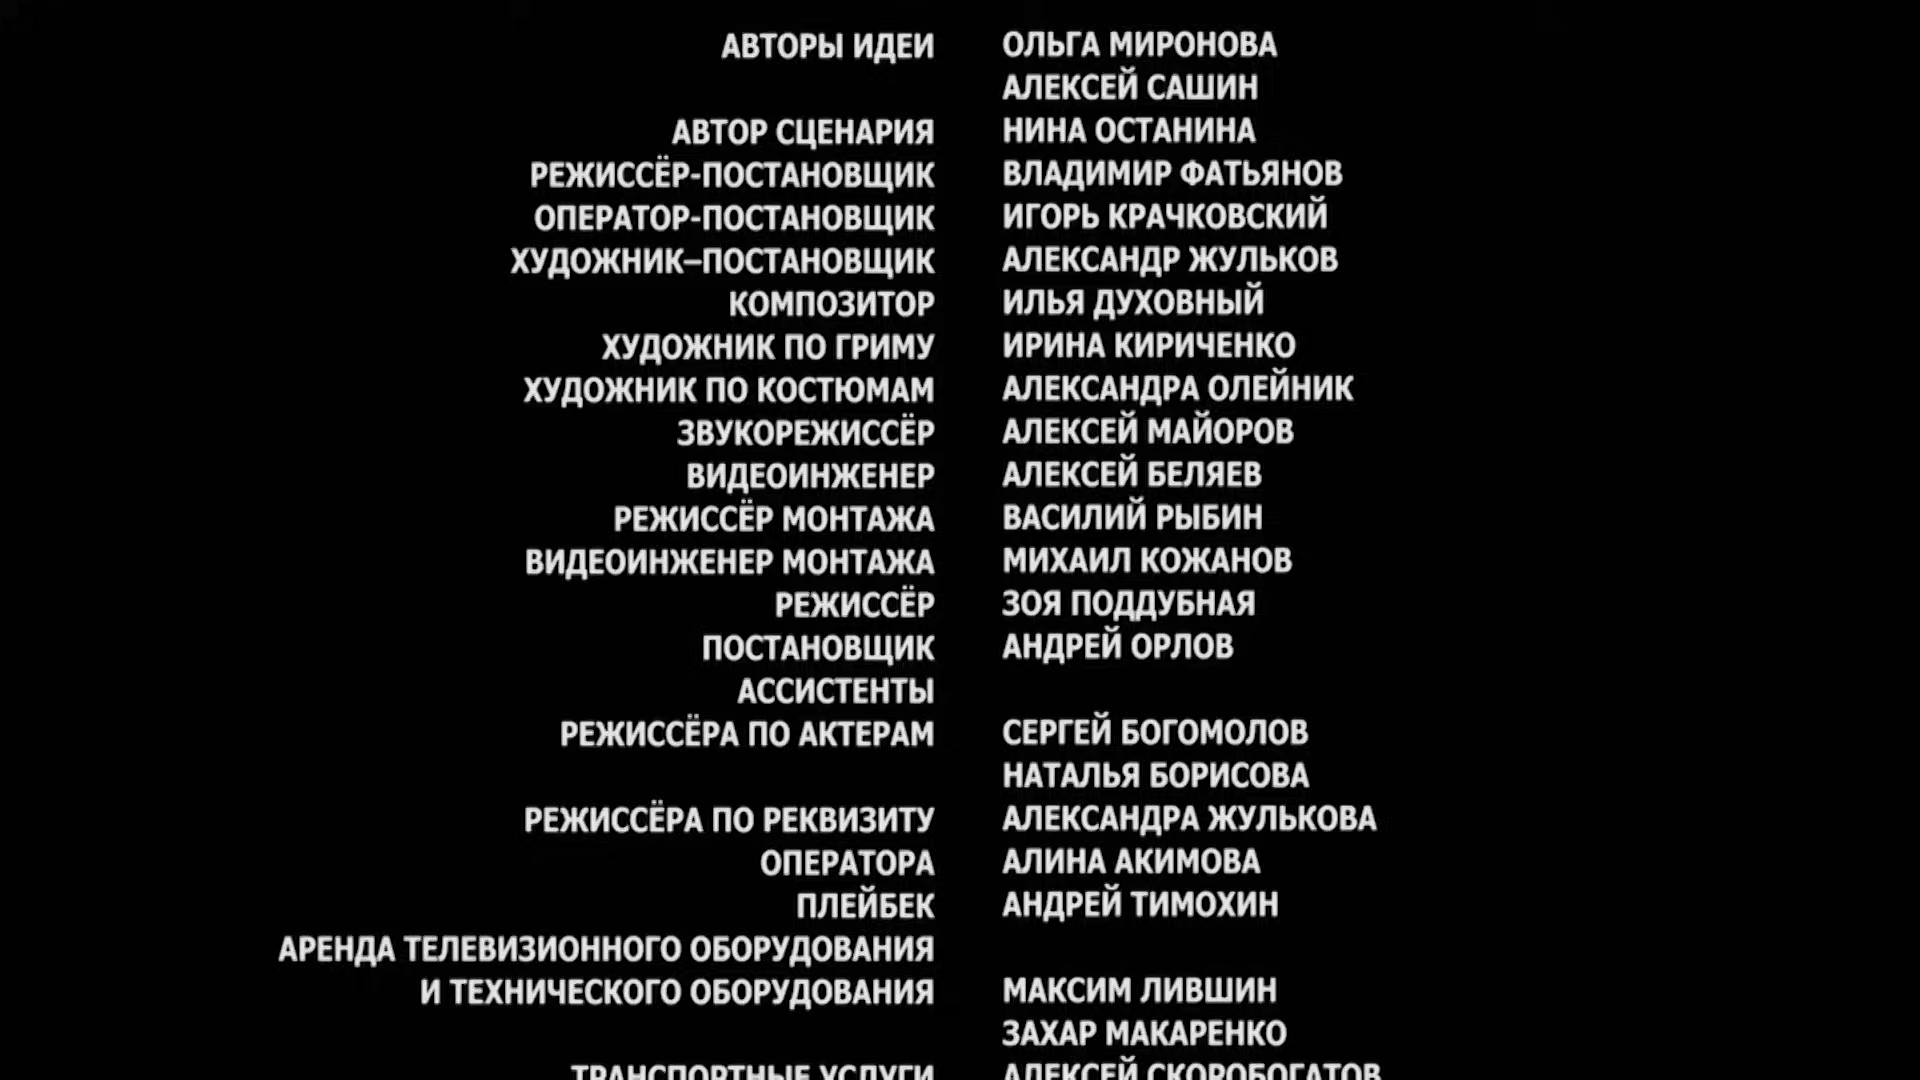 АВТОРЫ ИДЕИ ОЛЬГА МИРОНОВА
АЛЕКСЕЙ САШИН
АВТОР СЦЕНАРИЯ НИНА ОСТАНИНА
РЕЖИССЁР-ПОСТАНОВЩИК ВЛАДИМИР ФАТЬЯНОВ
ОПЕРАТОР-ПОСТАНОВЩИК ИГОРЬ КРАЧКОВСКИЙ
ХУДОЖНИК–ПОСТАНОВЩИК АЛЕКСАНДР ЖУЛЬКОВ
КОМПОЗИТОР ИЛЬЯ ДУХОВНЫЙ
ХУДОЖНИК ПО ГРИМУ ИРИНА КИРИЧЕНКО
ХУДОЖНИК ПО КОСТЮМАМ АЛЕКСАНДРА ОЛЕЙНИК
ЗВУКОРЕЖИССЁР АЛЕКСЕЙ МАЙОРОВ
ВИДЕОИНЖЕНЕР АЛЕКСЕЙ БЕЛЯЕВ
РЕЖИССЁР МОНТАЖА ВАСИЛИЙ РЫБИН
ВИДЕОИНЖЕНЕР МОНТАЖА МИХАИЛ КОЖАНОВ
РЕЖИССЁР ЗОЯ ПОДДУБНАЯ
ПОСТАНОВЩИК АНДРЕЙ ОРЛОВ
АССИСТЕНТЫ
РЕЖИССЁРА ПО АКТЕРАМ СЕРГЕЙ БОГОМОЛОВ
НАТАЛЬЯ БОРИСОВА
РЕЖИССЁРА ПО РЕКВИЗИТУ АЛЕКСАНДРА ЖУЛЬКОВА
ОПЕРАТОРА АЛИНА АКИМОВА
ПЛЕЙБЕК АНДРЕЙ ТИМОХИН
АРЕНДА ТЕЛЕВИЗИОННОГО ОБОРУДОВАНИЯ
И ТЕХНИЧЕСКОГО ОБОРУДОВАНИЯ МАКСИМ ЛИВШИН
ЗАХАР МАКАРЕНКО
ТРАНСПОРТНЫЕ УСЛУГИ АЛЕКСЕЙ СКОРОБОГАТОВ